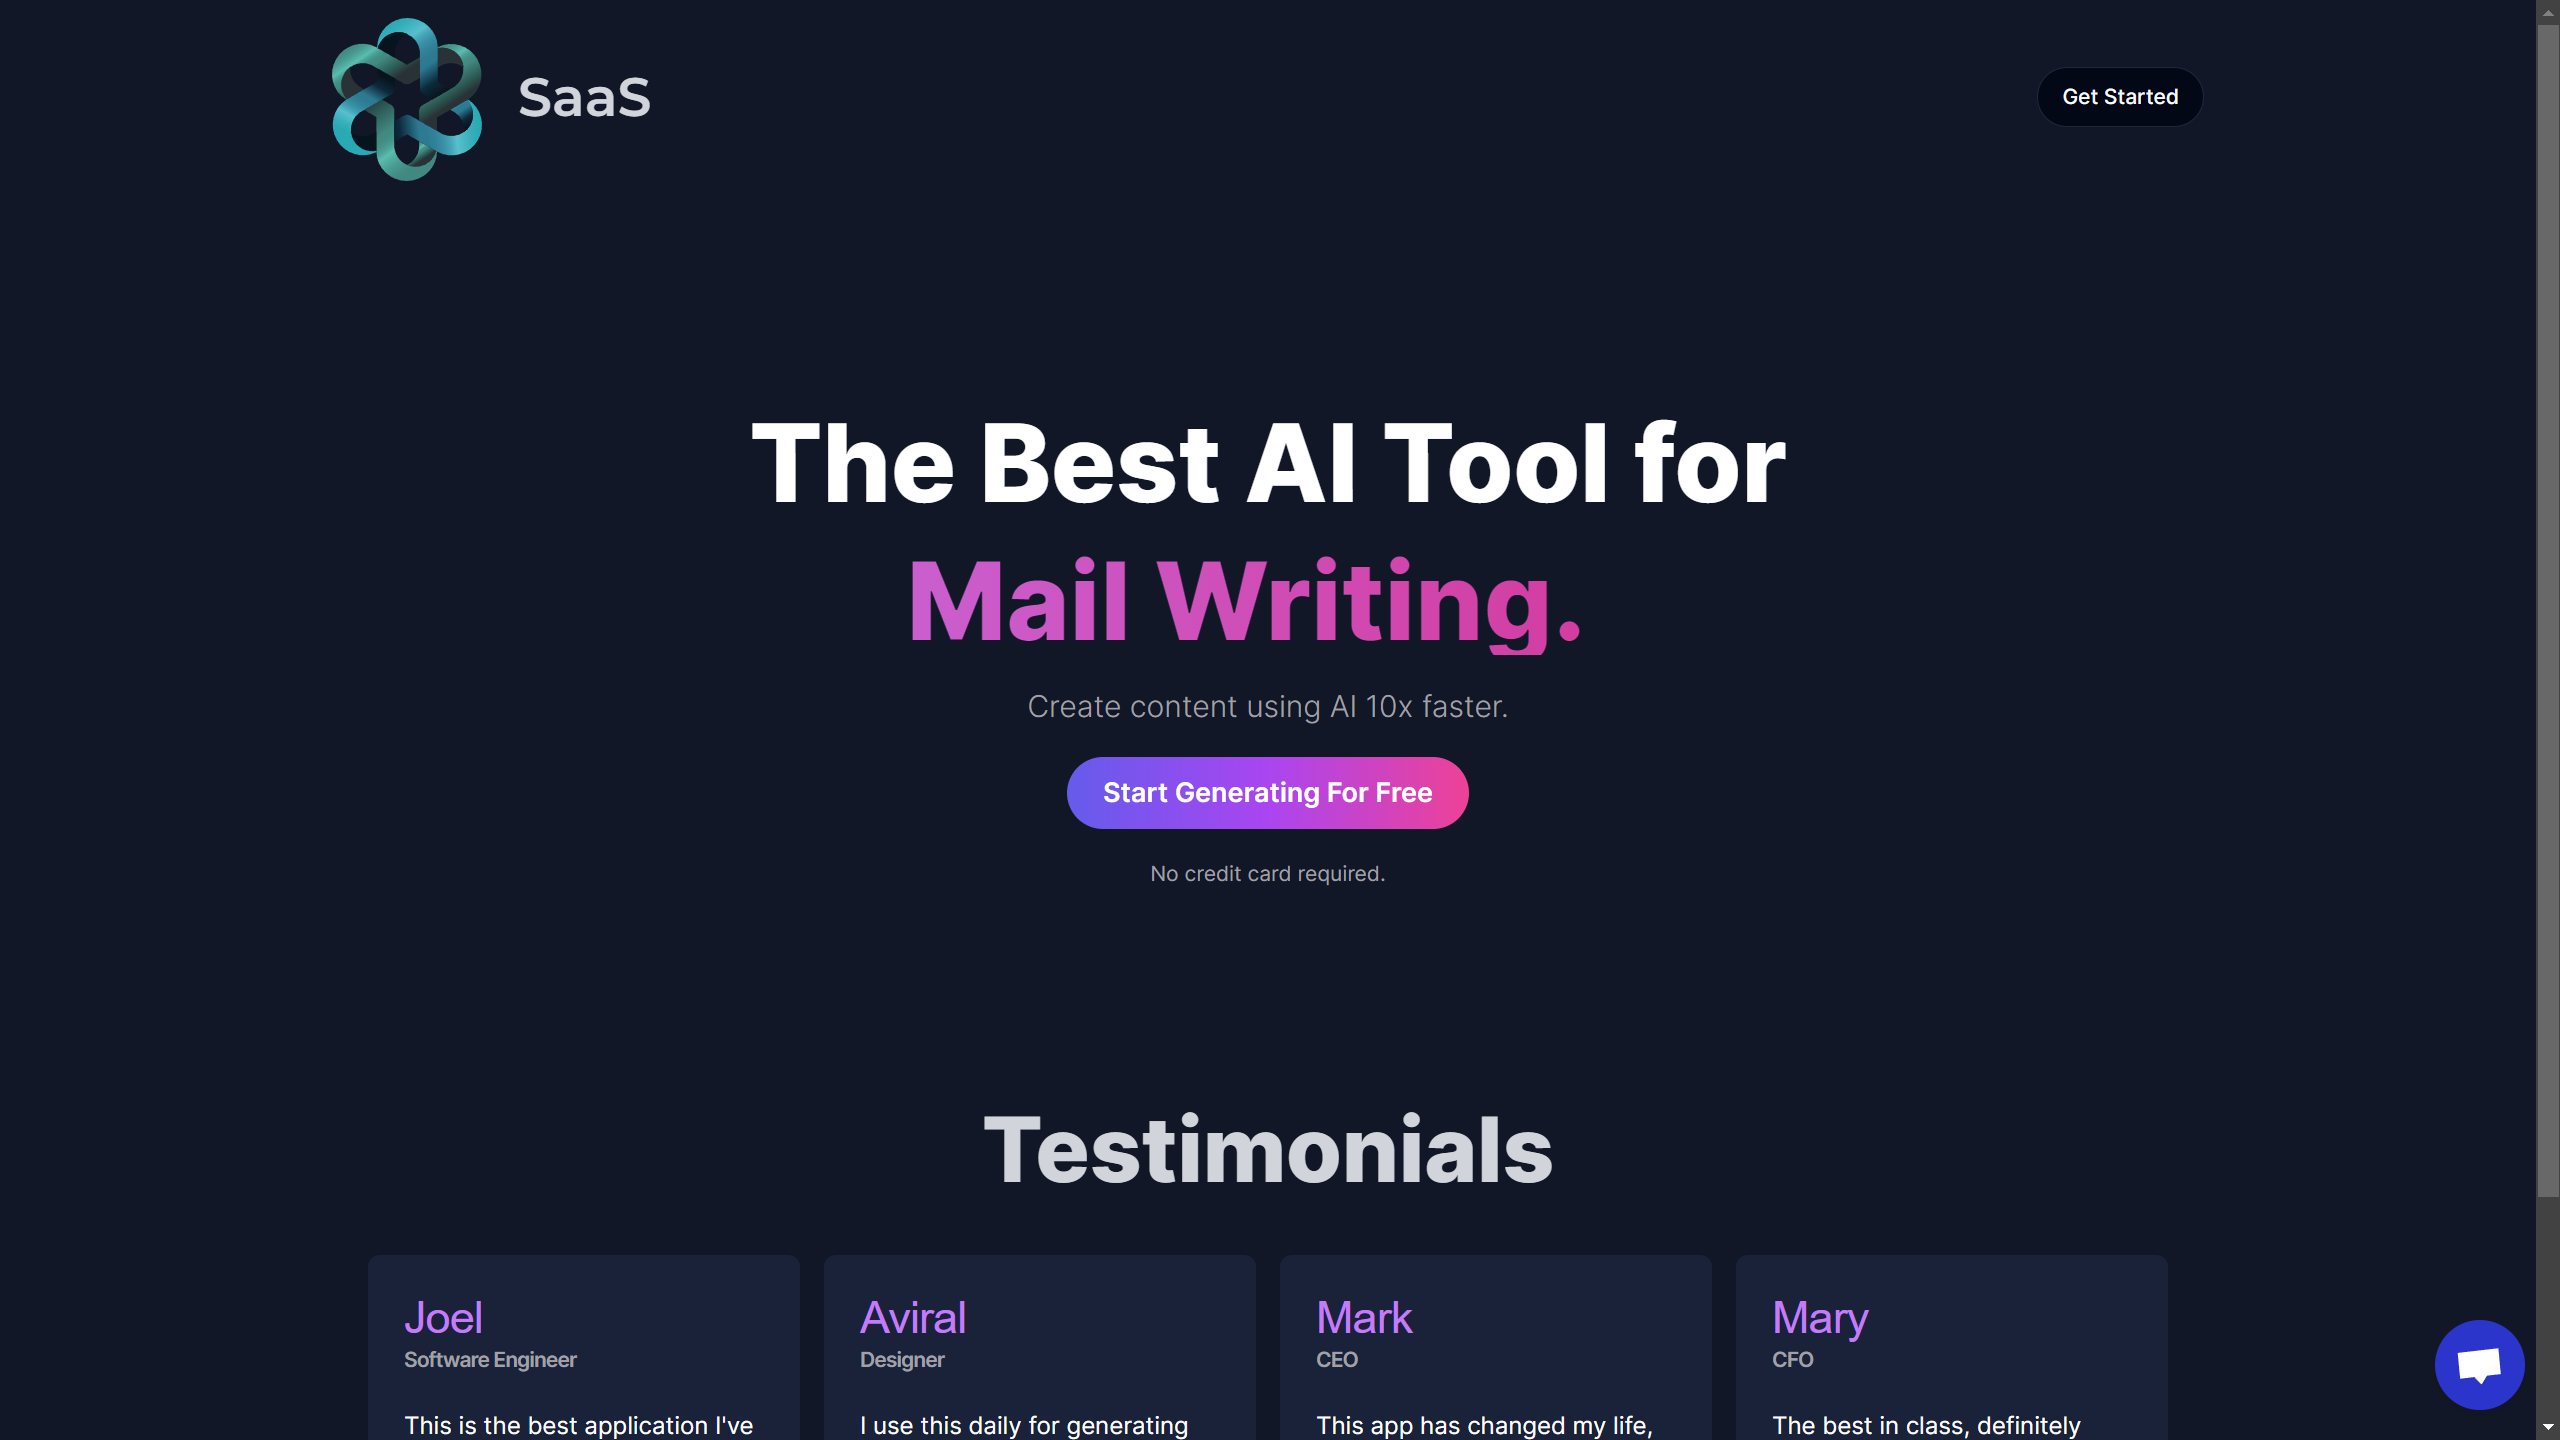 SaaS
Get Started
The Best AI Tool for
Mail Writing.
Create content using AI 10x faster.
Start Generating For Free
No credit card required.
Testimonials
Joel
Software Engineer
This is the best application I've
Aviral
Designer
I use this daily for generating
Mark
CEO
This app has changed my life,
Mary
CFO
The best in class, definitely